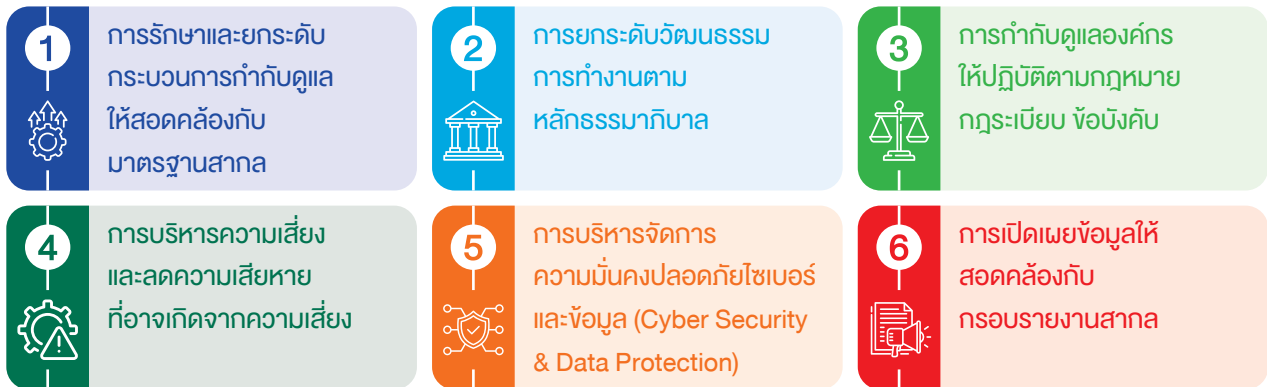 1
การรักษาและยกระดับ
กระบวนการกำกับดูแล
ให้สอดคล้องกับ
มาตรฐานสากล
2
การยกระดับวัฒนธรรม
การทำงานตาม
หลักธรรมาภิบาล
3
การกำกับดูแลองค์กร
ให้ปฏิบัติตามกฎหมาย
กฎระเบียบ ข้อบังคับ
4
การบริหารความเสี่ยง
และลดความเสียหาย
ที่อาจเกิดจากความเสี่ยง
5
การบริหารจัดการ
ความมั่นคงปลอดภัยไซเบอร์
และข้อมูล (Cyber Security
& Data Protection)
6
การเปิดเผยข้อมูลให้
สอดคล้องกับ
กรอบรายงานสากล